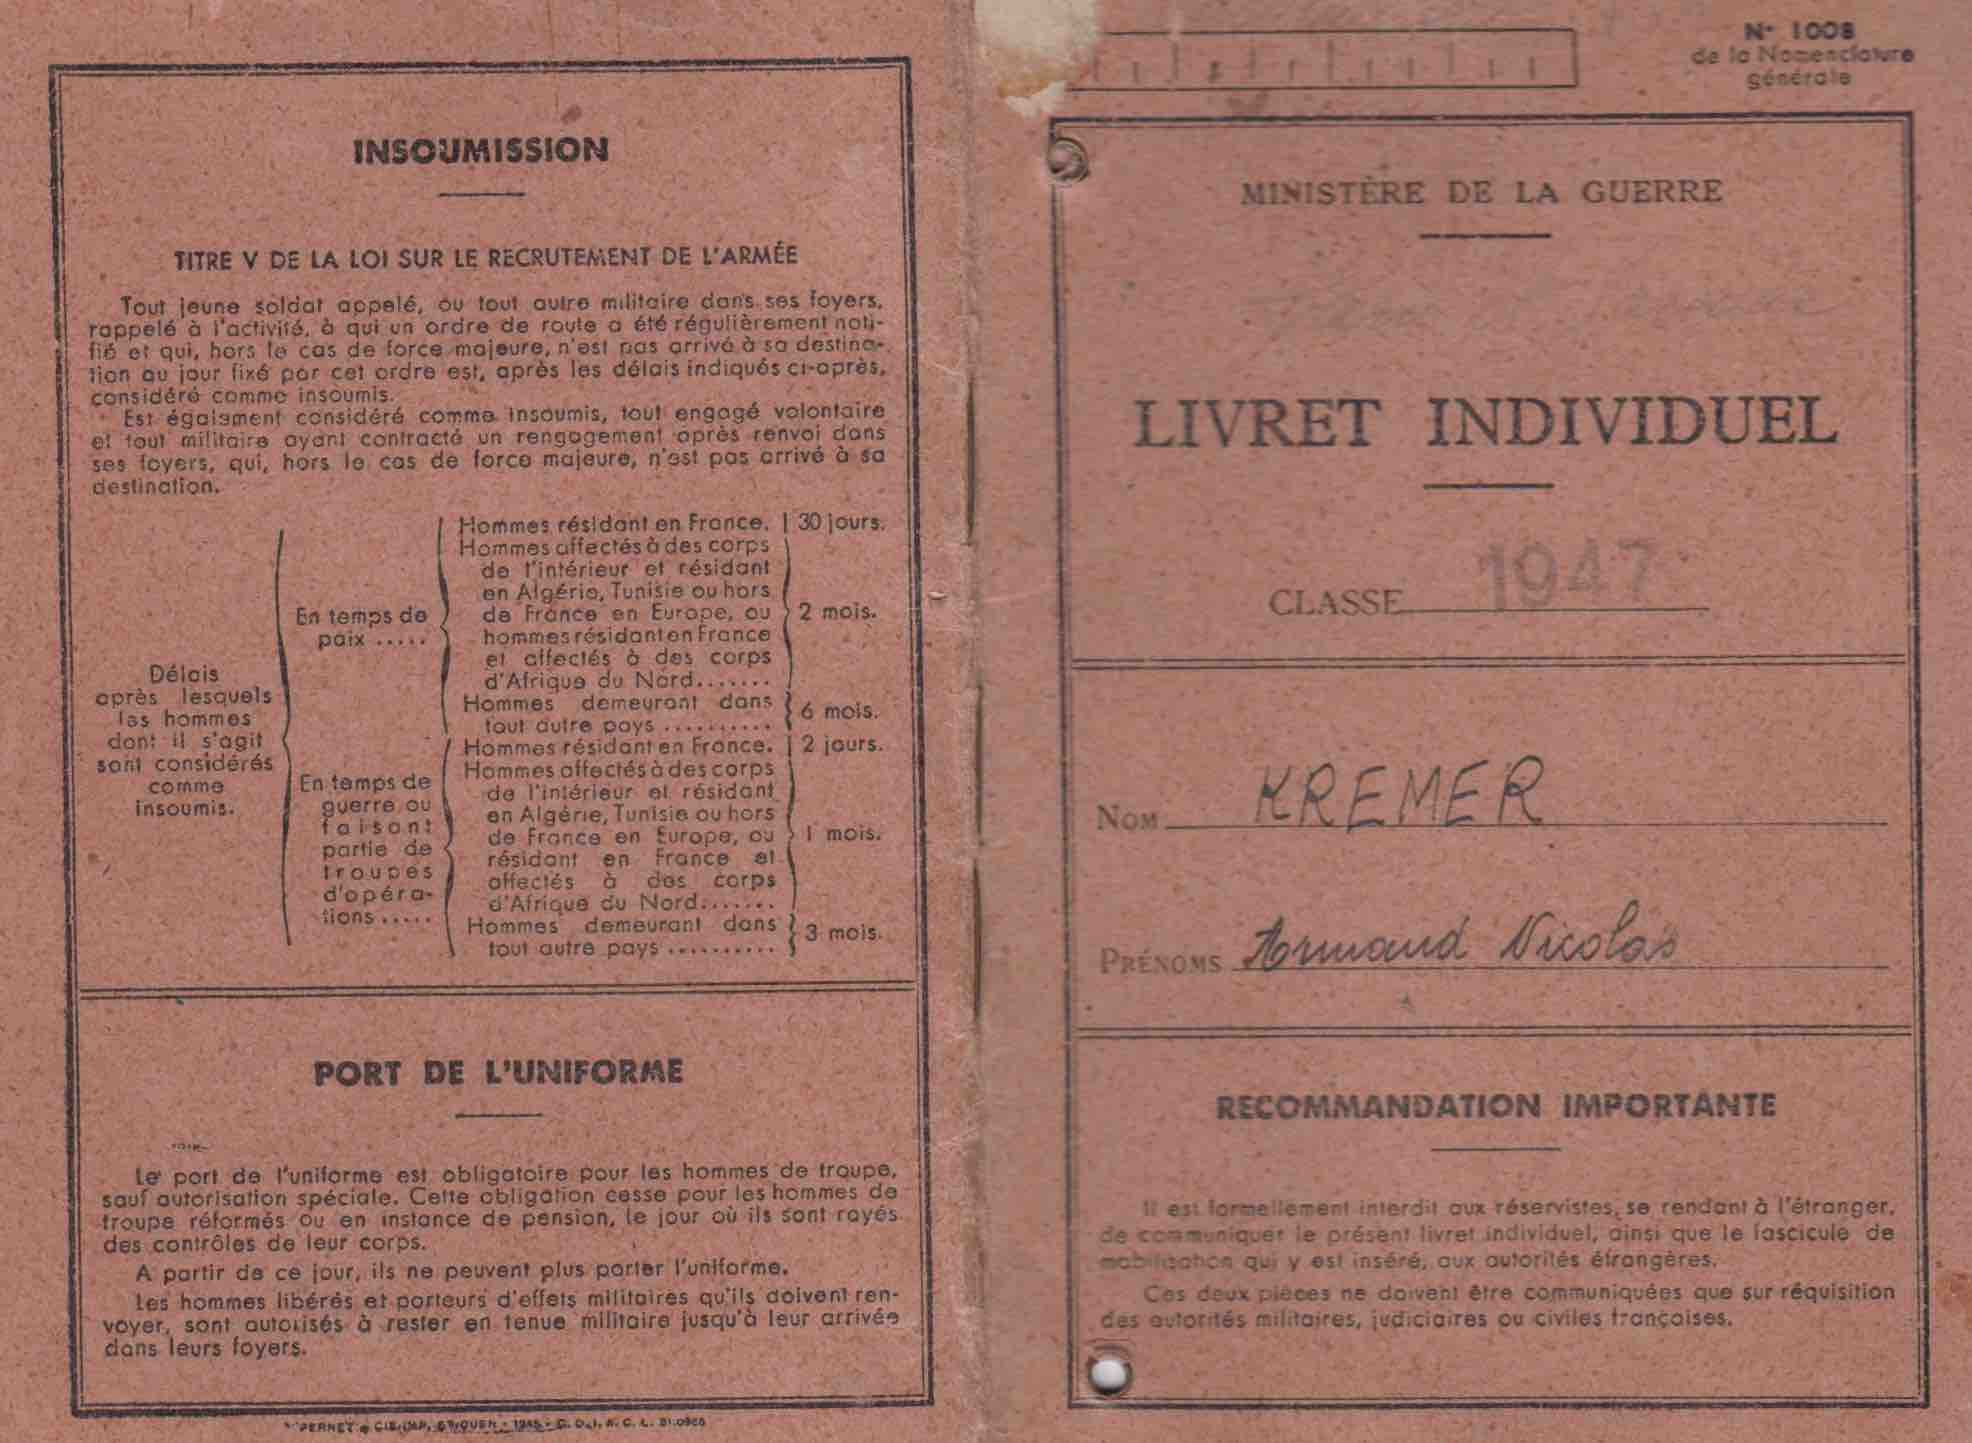 INSOUMISSION
TITRE V DE LA LOI SUR LE RECRUTEMENT DE L'ARMÉE
Tout jeune soldat appelé, ou tout autre militaire dans ses foyers,
rappelé à l'activité, à qui un ordre de route a été régulièrement noti-
fié et qui, hors le cas de force majeure, n'est pas arrivé à sa destina-
tion au jour fixé par cet ordre est, après les délais indiqués ci-après,
considéré comme insoumis.
Est également considéré comme insoumis, tout engagé volontaire
et tout militaire ayant contracté un rengagement après renvoi dans
ses foyers, qui, hors le cas de force majeure, n'est pas arrivé à sa
destination.
Délais
après lesquels
les hommes
dont il s'agit
sont considérés
comme
insoumis.
En temps de
paix .....
Hommes résidant en France. 30 jours.
Hommes affectés à des corps
de l'intérieur et résidant
en Algérie, Tunisie ou hors
de France en Europe, ou 2 mois.
hommes résidant en France
et affectés à des corps
d'Afrique du Nord.......
Hommes demeurant dans
tout autre pays .......... 6 mois.
En temps de
guerre ou
faisant
partie de
troupes
d'opéra-
tions .....
Hommes résidant en France. 2 jours.
Hommes affectés à des corps
de l'intérieur et résidant
en Algérie, Tunisie ou hors
de France en Europe, ou 1 mois.
résidant en France et
affectés à des corps
d'Afrique du Nord.......
Hommes demeurant dans
tout autre pays .......... 3 mois.
PORT DE L'UNIFORME
Le port de l'uniforme est obligatoire pour les hommes de troupe,
sauf autorisation spéciale. Cette obligation cesse pour les hommes de
troupe réformés ou en instance de pension, le jour où ils sont rayés
des contrôles de leur corps.
A partir de ce jour, ils ne peuvent plus porter l'uniforme.
Les hommes libérés et porteurs d'effets militaires qu'ils doivent ren-
voyer, sont autorisés à rester en tenue militaire jusqu'à leur arrivée
dans leurs foyers.
N° 1008
de la Nomenclature
générale
MINISTÈRE DE LA GUERRE
LIVRET INDIVIDUEL
CLASSE 1947
NOM KREMER
PRÉNOMS Armand Nicolas
RECOMMANDATION IMPORTANTE
Il est formellement interdit aux réservistes, se rendant à l'étranger,
de communiquer le présent livret individuel, ainsi que le fascicule de
mobilisation qui y est inséré, aux autorités étrangères.
Ces deux pièces ne doivent être communiquées que sur réquisition
des autorités militaires, judiciaires ou civiles françaises.